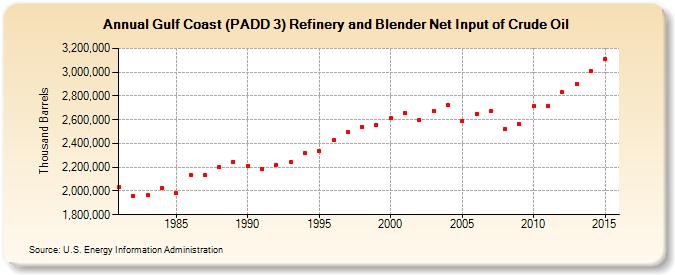 Annual Gulf Coast (PADD 3) Refinery and Blender Net Input of Crude Oil
Thousand Barrels
3,200,000
3,000,000
2,800,000
2,600,000
2,400,000
2,200,000
2,000,000
1,800,000
1985 1990 1995 2000 2005 2010 2015
Source: U.S. Energy Information Administration